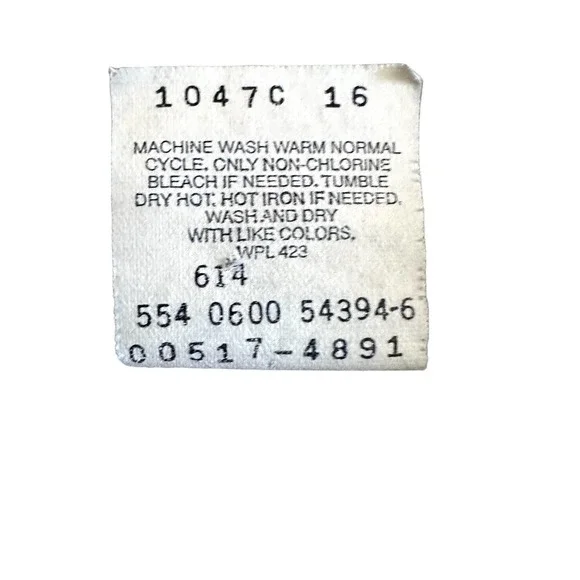 1047C 16
MACHINE WASH WARM NORMAL
CYCLE. ONLY NON-CHLORINE
BLEACH IF NEEDED. TUMBLE
DRY HOT. HOT IRON IF NEEDED.
WASH AND DRY
WITH LIKE COLORS.
WPL 423
614
554 0600 54394-6
00517-4891